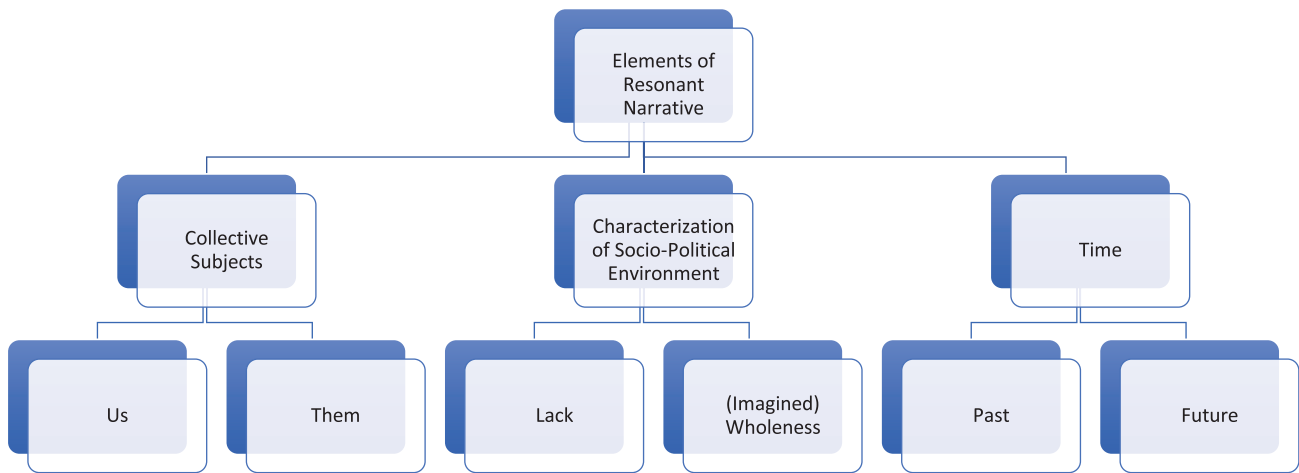 Elements of
Resonant
Narrative
Collective
Subjects
Characterization
of Socio-Political
Environment
Time
Us
Them
Lack
(Imagined)
Wholeness
Past
Future